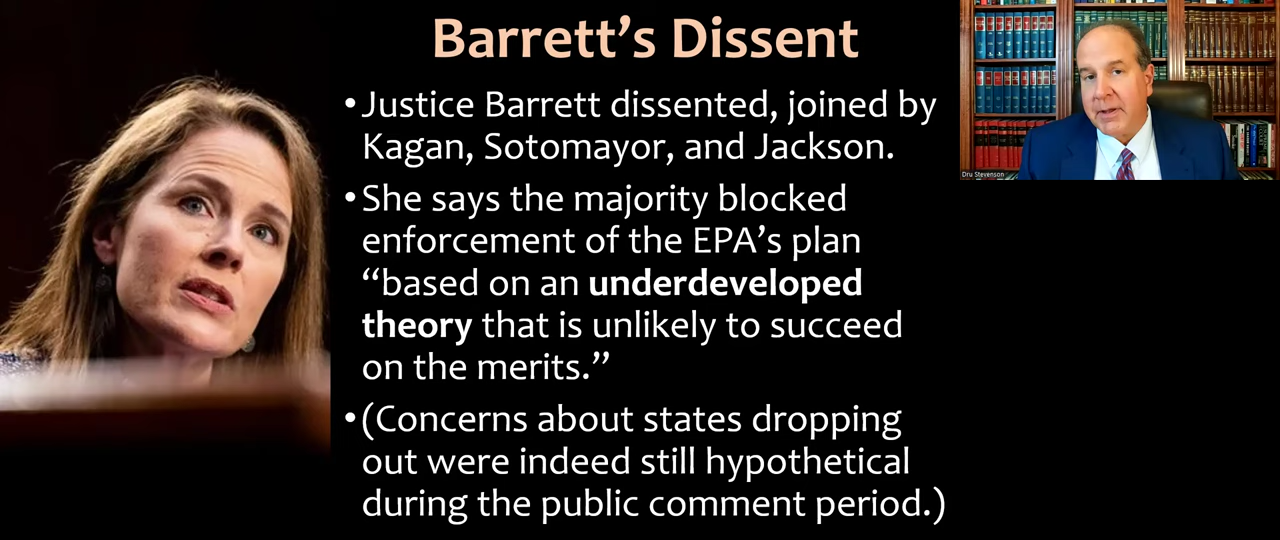 Barrett’s Dissent
•Justice Barrett dissented, joined by
Kagan, Sotomayor, and Jackson.
•She says the majority blocked
enforcement of the EPA’s plan
“based on an underdeveloped
theory that is unlikely to succeed
on the merits.”
•(Concerns about states dropping
out were indeed still hypothetical
during the public comment period.)
Dru Stevenson